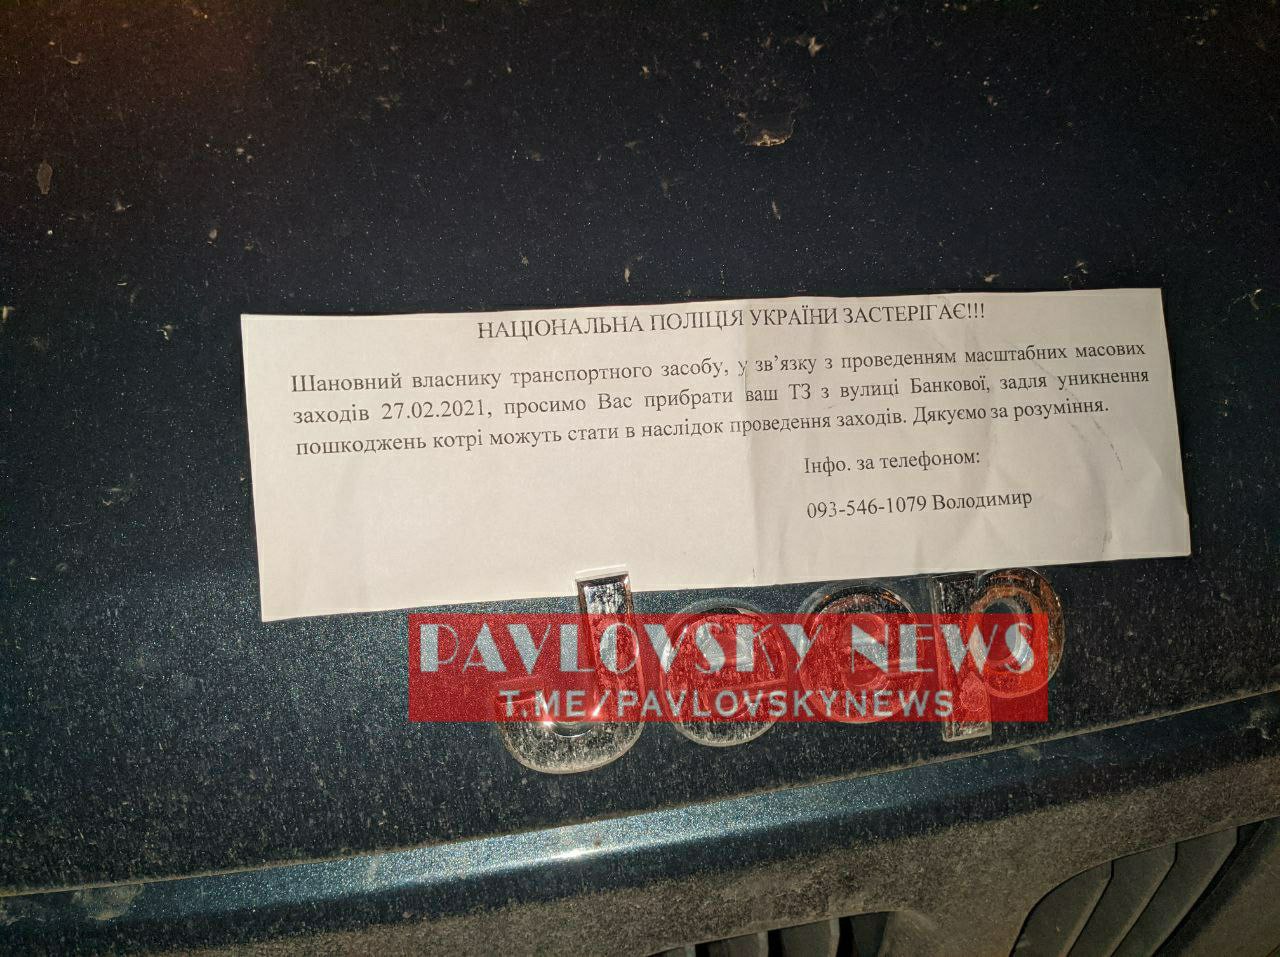 НАЦІОНАЛЬНА ПОЛІЦІЯ УКРАЇНИ ЗАСТЕРІГАЄ!!!
Шановний власнику транспортного засобу, у зв’язку з проведенням масштабних масових
заходів 27.02.2021, просимо Вас прибрати ваш ТЗ з вулиці Банкової, задля уникнення
пошкоджень котрі можуть стати в наслідок проведення заходів. Дякуємо за розуміння.
Інфо. за телефоном:
093-546-1079 Володимир
Jeep
PAVLOVSKY NEWS
T.ME/PAVLOVSKYNEWS